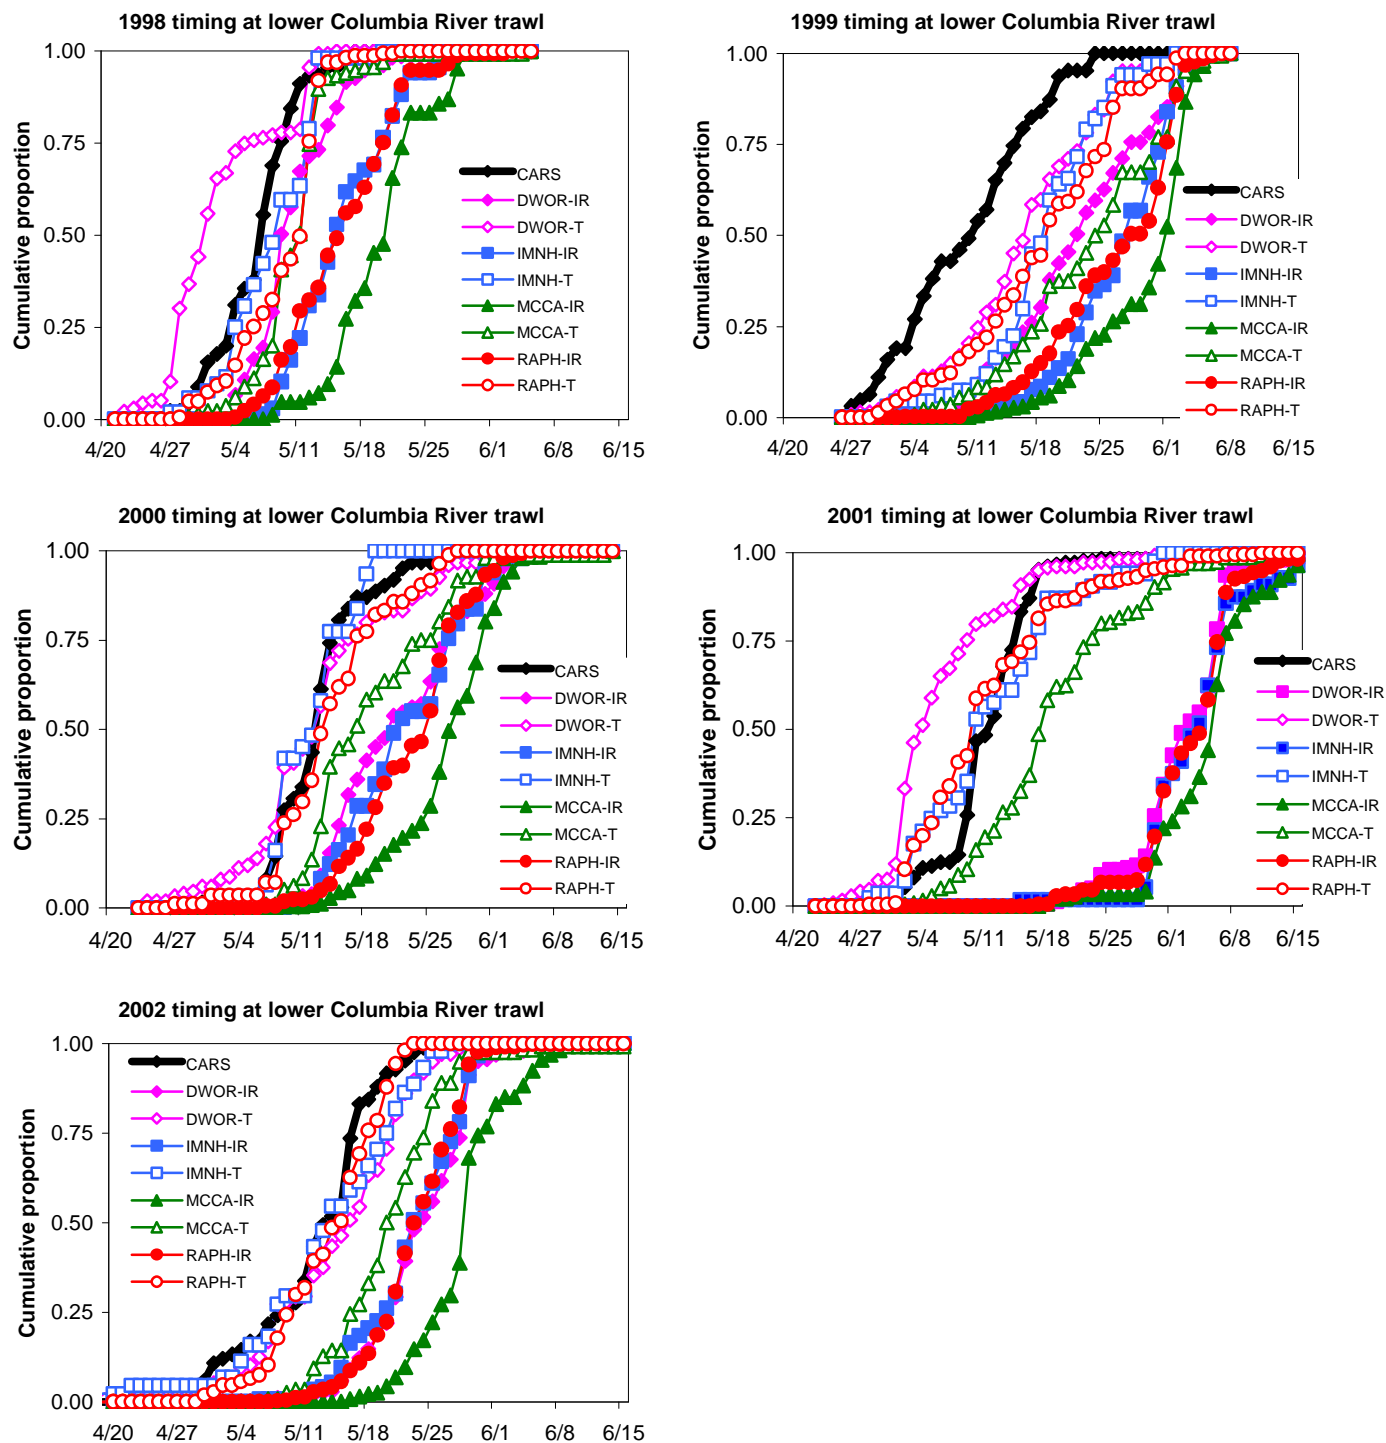 1998 timing at lower Columbia River trawl
1.00
0.75
0.50
0.25
0.00
Cumulative proportion
CARS
DWOR-IR
DWOR-T
IMNH-IR
IMNH-T
MCCA-IR
MCCA-T
RAPH-IR
RAPH-T
4/20 4/27 5/4 5/11 5/18 5/25 6/1 6/8 6/15
1999 timing at lower Columbia River trawl
1.00
0.75
0.50
0.25
0.00
Cumulative proportion
CARS
DWOR-IR
DWOR-T
IMNH-IR
IMNH-T
MCCA-IR
MCCA-T
RAPH-IR
RAPH-T
4/20 4/27 5/4 5/11 5/18 5/25 6/1 6/8 6/15
2000 timing at lower Columbia River trawl
1.00
0.75
0.50
0.25
0.00
Cumulative proportion
CARS
DWOR-IR
DWOR-T
IMNH-IR
IMNH-T
MCCA-IR
MCCA-T
RAPH-IR
RAPH-T
4/20 4/27 5/4 5/11 5/18 5/25 6/1 6/8 6/15
2001 timing at lower Columbia River trawl
1.00
0.75
0.50
0.25
0.00
Cumulative proportion
CARS
DWOR-IR
DWOR-T
IMNH-IR
IMNH-T
MCCA-IR
MCCA-T
RAPH-IR
RAPH-T
4/20 4/27 5/4 5/11 5/18 5/25 6/1 6/8 6/15
2002 timing at lower Columbia River trawl
1.00
0.75
0.50
0.25
0.00
Cumulative proportion
CARS
DWOR-IR
DWOR-T
IMNH-IR
IMNH-T
MCCA-IR
MCCA-T
RAPH-IR
RAPH-T
4/20 4/27 5/4 5/11 5/18 5/25 6/1 6/8 6/15